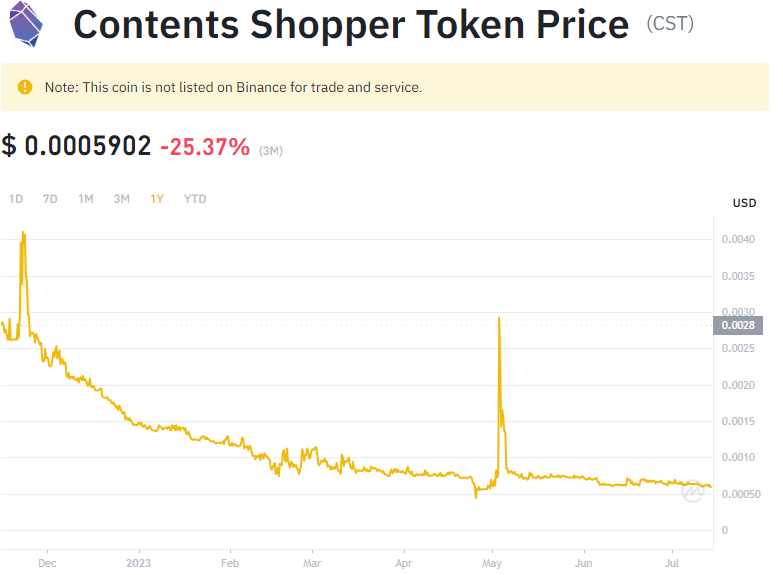 Contents Shopper Token Price (CST)
Note: This coin is not listed on Binance for trade and service.
$ 0.0005902 -25.37% (3M)
1D 7D 1M 3M 1Y YTD
USD
0.0040
0.0035
0.0030
0.0028
0.0025
0.0020
0.0015
0.0010
0.00050
0
Dec 2023 Feb Mar Apr May Jun Jul